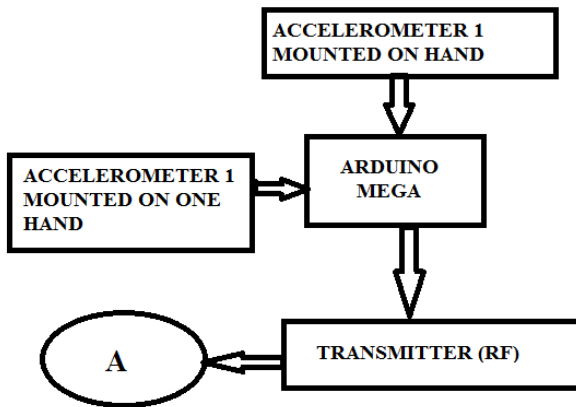 ACCELEROMETER 1
MOUNTED ON HAND
ACCELEROMETER 1
MOUNTED ON ONE
HAND
ARDUINO
MEGA
A
TRANSMITTER (RF)